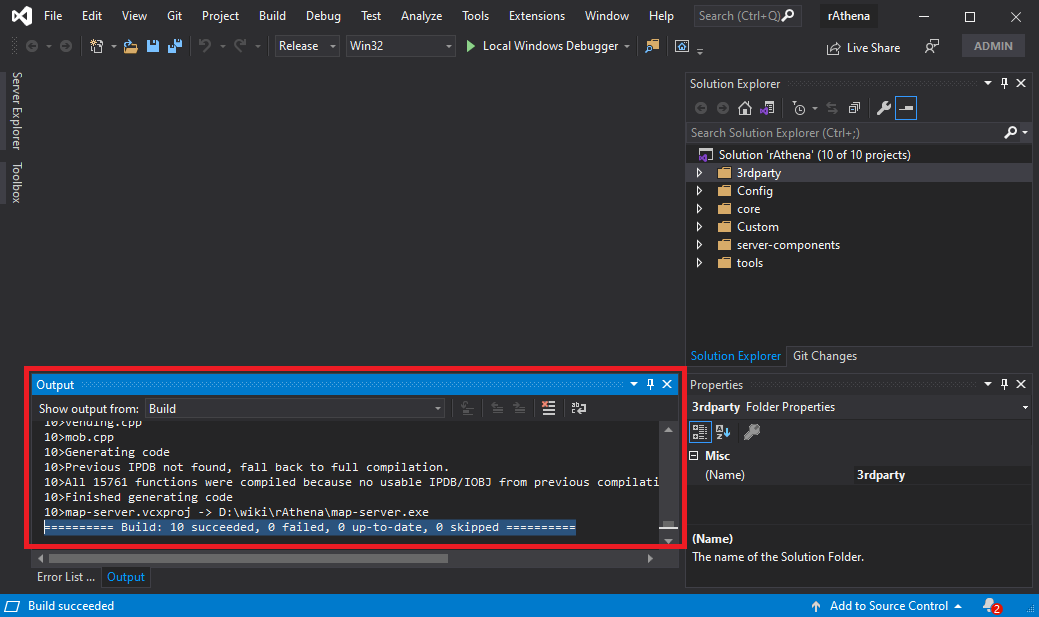 File Edit View Git Project Build Debug Test Analyze Tools Extensions Window Help Search (Ctrl+Q) rAthena
Release Win32 Local Windows Debugger Live Share ADMIN
Server Explorer
Toolbox
Solution Explorer
Search Solution Explorer (Ctrl+;)
Solution 'rAthena' (10 of 10 projects)
3rdparty
Config
core
Custom
server-components
tools
Solution Explorer Git Changes
Output
Show output from: Build
10>vending.cpp
10>mob.cpp
10>Generating code
10>Previous IPDB not found, fall back to full compilation.
10>All 15761 functions were compiled because no usable IPDB/IOBJ from previous compilati
10>Finished generating code
10>map-server.vcxproj -> D:\wiki\rAthena\map-server.exe
========== Build: 10 succeeded, 0 failed, 0 up-to-date, 0 skipped ==========
Error List ... Output
Properties
3rdparty Folder Properties
Misc
(Name) 3rdparty
(Name)
The name of the Solution Folder.
Build succeeded Add to Source Control 2